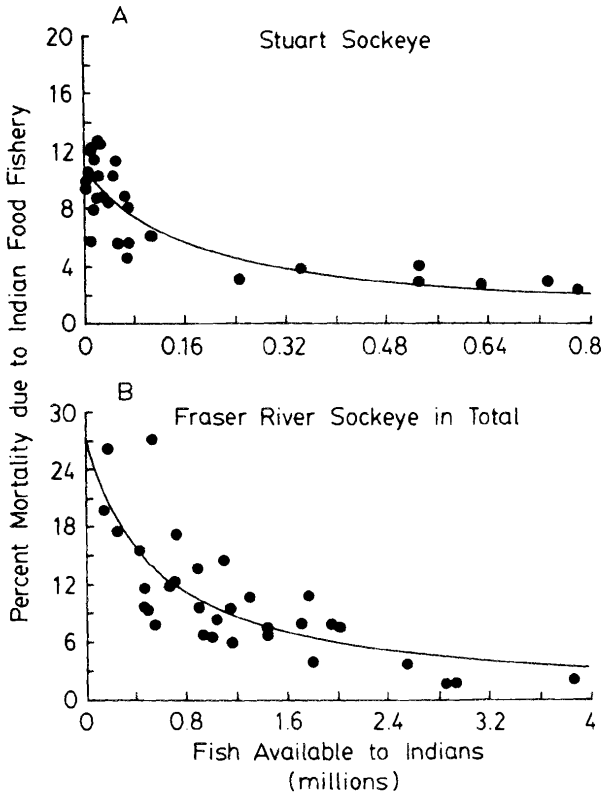 A
Stuart Sockeye
20
16
12
8
4
0
0 0.16 0.32 0.48 0.64 0.8
Percent Mortality due to Indian Food Fishery
B
Fraser River Sockeye in Total
30
24
18
12
6
0
0 0.8 1.6 2.4 3.2 4
Fish Available to Indians
(millions)